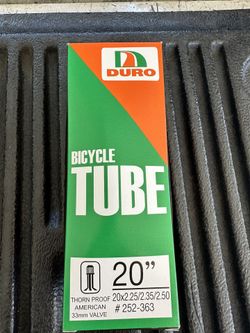 DURO
BICYCLE
TUBE
20”
THORN PROOF
AMERICAN
33mm VALVE
20x2.25/2.35/2.50
# 252-363